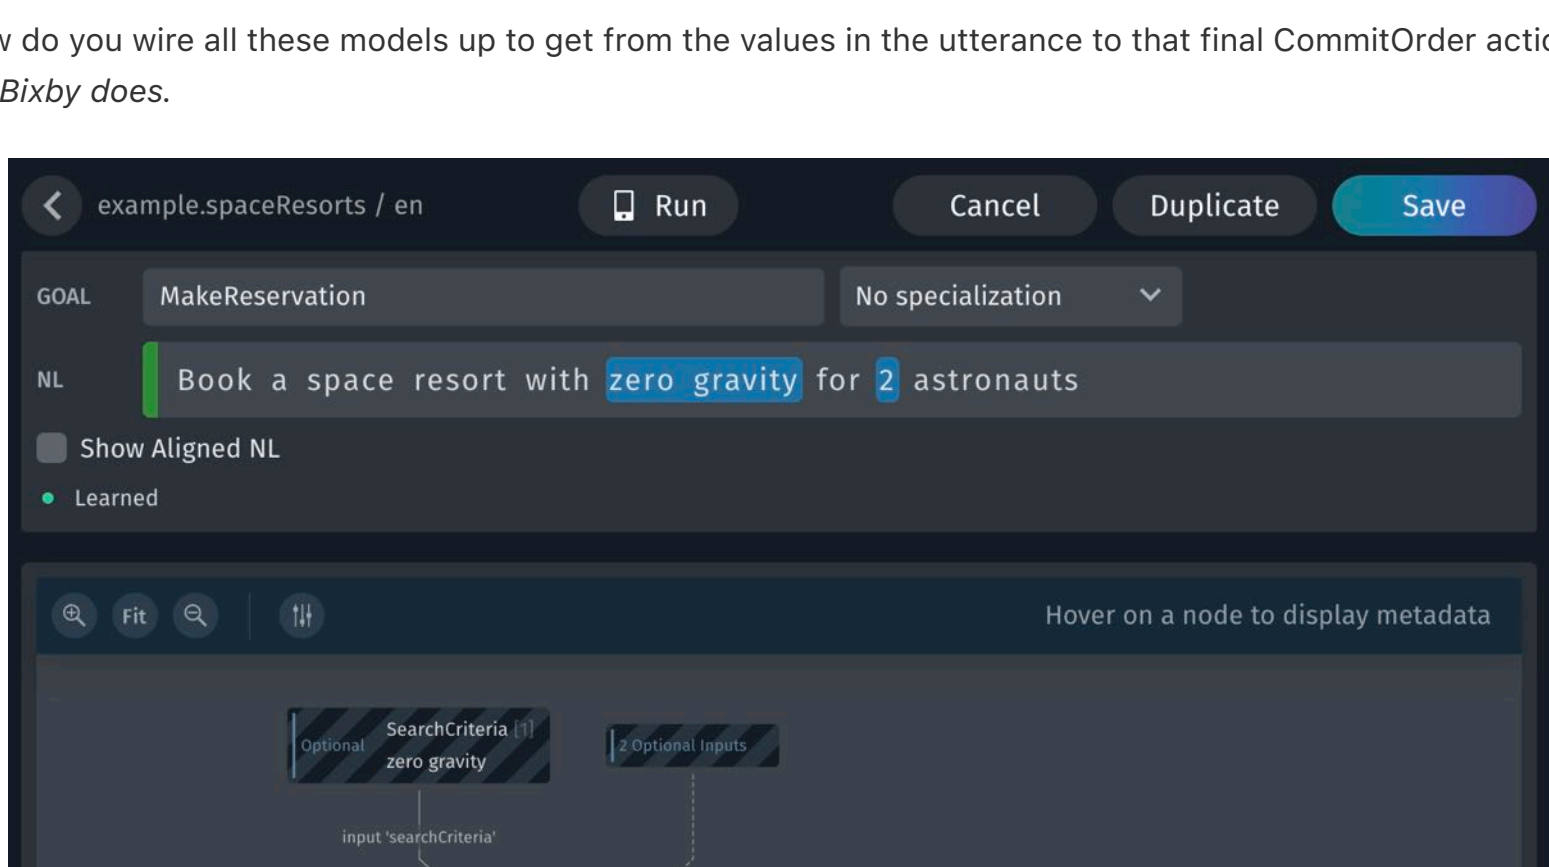 do you wire all these models up to get from the values in the utterance to that final CommitOrder
Bixby does.
example.spaceResorts / en
Run
Cancel
Duplicate
Save
GOAL
MakeReservation
No specialization
NL
Book a space resort with zero gravity for 2 astronauts
Show Aligned NL
Learned
Fit
Hover on a node to display metadata
Optional
SearchCriteria [1]
zero gravity
2 Optional Inputs
input 'searchCriteria'